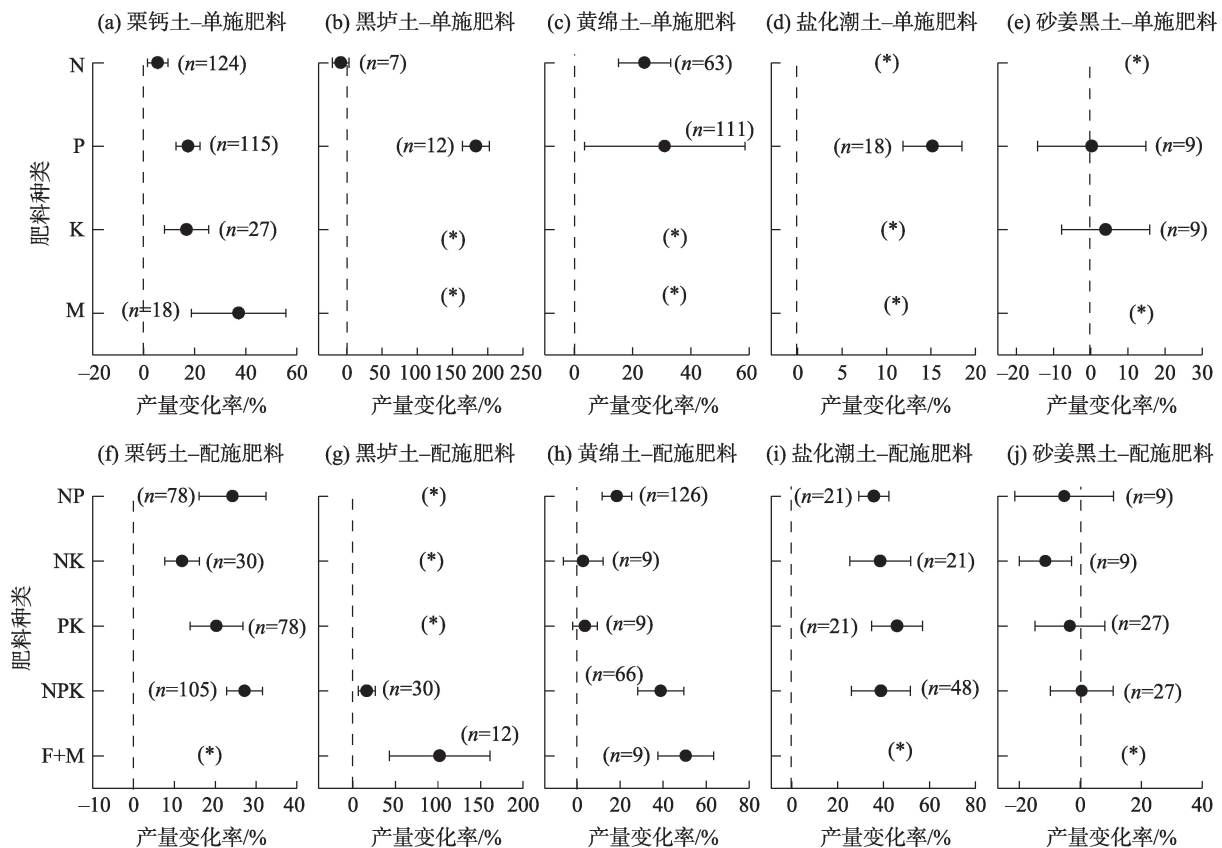 (a) 栗钙土–单施肥料 (b) 黑垆土–单施肥料 (c) 黄绵土–单施肥料 (d) 盐化潮土–单施肥料 (e) 砂姜黑土–单施肥料
N (n=124) (n=7) (n=63) (*) (*)
P (n=115) (n=12) (n=111) (n=18) (n=9)
K (n=27) (*) (*) (*) (n=9)
M (n=18) (*) (*) (*) (*)
肥料种类
–20 0 20 40 60 0 50 100 150 200 250 0 20 40 60 0 10 15 20 –20 –10 0 10 20 30
产量变化率/% 产量变化率/% 产量变化率/% 产量变化率/% 产量变化率/%
(f) 栗钙土–配施肥料 (g) 黑垆土–配施肥料 (h) 黄绵土–配施肥料 (i) 盐化潮土–配施肥料 (j) 砂姜黑土–配施肥料
NP (n=78) (*) (n=126) (n=21) (n=9)
NK (n=30) (*) (n=9) (n=21) (n=9)
PK (n=78) (*) (n=9) (n=21) (n=27)
NPK (n=105) (n=30) (n=66) (n=48) (n=27)
F+M (*) (n=12) (n=9) (*) (*)
肥料种类
–10 0 10 20 30 40 0 50 100 150 200 0 20 40 60 80 0 20 40 60 80 –20 0 20 40
产量变化率/% 产量变化率/% 产量变化率/% 产量变化率/% 产量变化率/%